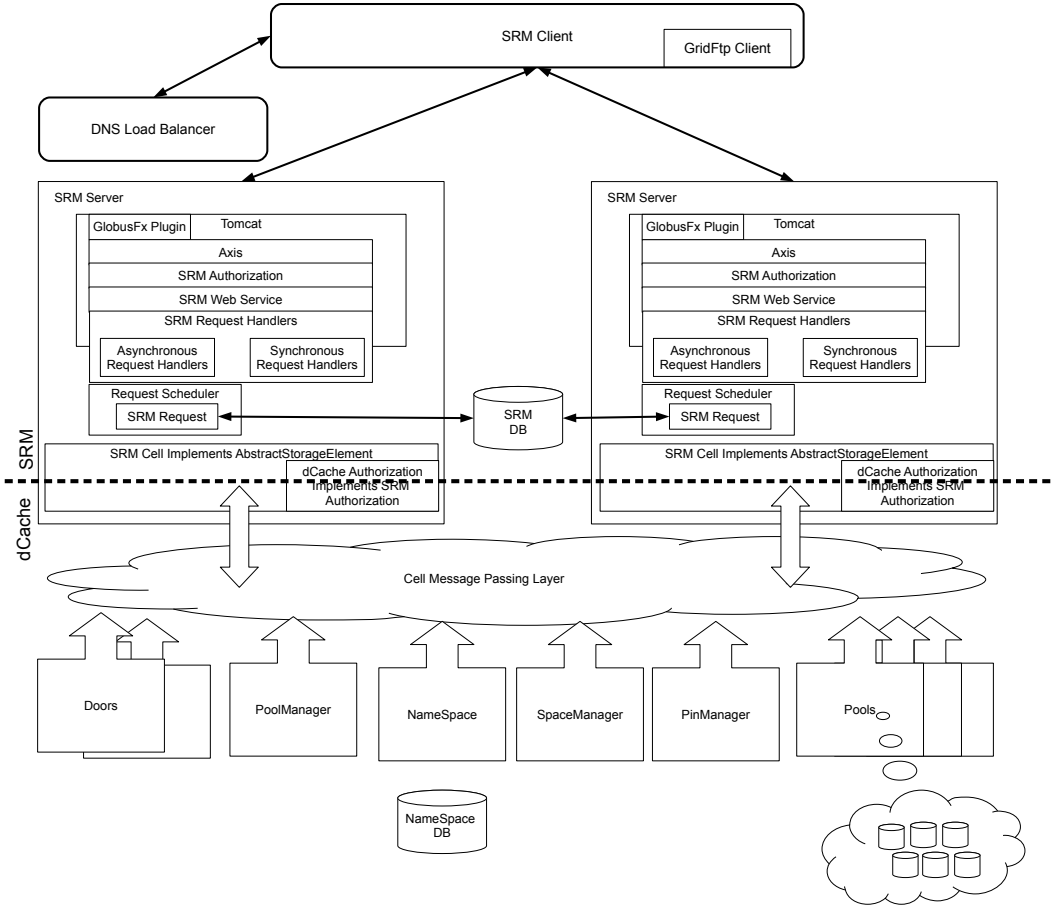 SRM Client
GridFtp Client
DNS Load Balancer
SRM Server
GlobusFx Plugin
Tomcat
Axis
SRM Authorization
SRM Web Service
SRM Request Handlers
Asynchronous
Request Handlers
Synchronous
Request Handlers
Request Scheduler
SRM Request
SRM Cell Implements AbstractStorageElement
dCache Authorization
Implements SRM
Authorization
SRM
DB
SRM Server
GlobusFx Plugin
Tomcat
Axis
SRM Authorization
SRM Web Service
SRM Request Handlers
Asynchronous
Request Handlers
Synchronous
Request Handlers
Request Scheduler
SRM Request
SRM Cell Implements AbstractStorageElement
dCache Authorization
Implements SRM
Authorization
SRM
dCache
Cell Message Passing Layer
Doors
PoolManager
NameSpace
SpaceManager
PinManager
Pools
NameSpace
DB